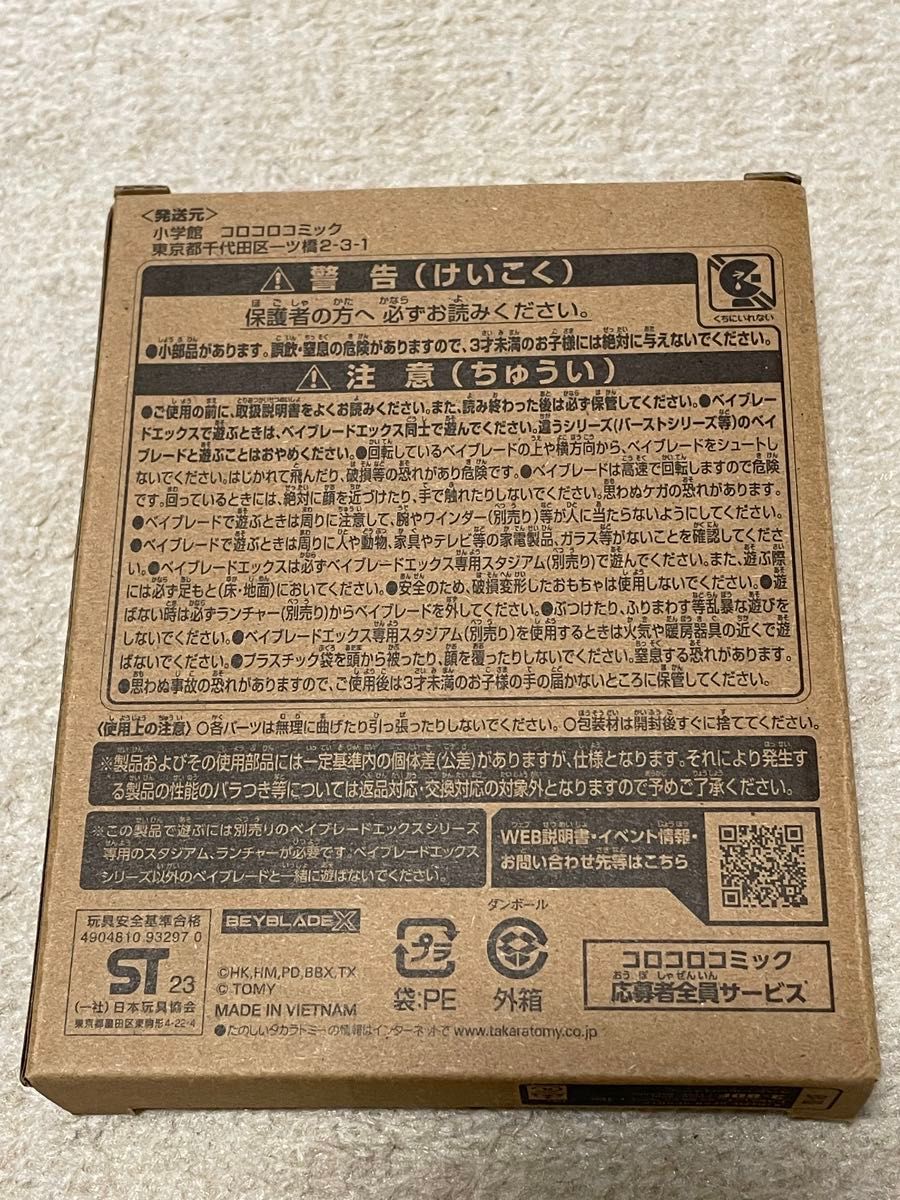 <発送元>
小学館 コロコロコミック
東京都千代田区一ツ橋2-3-1
警告(けいこく)
くちにいれない
保護者の方へ 必ずお読みください。
●小部品があります。誤飲・窒息の危険がありますので、3才未満のお子様には絶対に与えないでください。
注意(ちゅうい)
●ご使用の前に、取扱説明書をよくお読みください。また、読み終わった後は必ず保管してください。●ベイブレー
ドエックスで遊ぶときは、ベイブレードエックス同士で遊んでください。違うシリーズ(バーストシリーズ等)のベイ
ブレードと遊ぶことはおやめください。●回転しているベイブレードの上や横方向から、ベイブレードをシュートし
ないでください。はじかれて飛んだり、破損等の恐れがあり危険です。●ベイブレードは高速で回転しますので危険
です。回っているときには、絶対に顔を近づけたり、手で触れたりしないでください。思わぬケガの恐れがあります。
●ベイブレードで遊ぶときは周りに注意して、腕やワインダー(別売り)等が人に当たらないようにしてください。
●ベイブレードで遊ぶときは周りに人や動物、家具やテレビ等の家電製品、ガラス等がないことを確認してくださ
い。●ベイブレードエックスは必ずベイブレードエックス専用スタジアム(別売り)で遊んでください。また、遊ぶ際
には必ず足もと(床・地面)においてください。●安全のため、破損変形したおもちゃは使用しないでください。●遊
ばない時は必ずランチャー(別売り)からベイブレードを外してください。●ぶつけたり、ふりまわす等乱暴な遊びを
しないでください。●ベイブレードエックス専用スタジアム(別売り)を使用するときは火気や暖房器具の近くで遊
ばないでください。●プラスチック袋を頭から被ったり、顔を覆ったりしないでください。窒息する恐れがあります。
●思わぬ事故の恐れがありますので、ご使用後は3才未満のお子様の手の届かないところに保管してください。
〈使用上の注意〉○各パーツは無理に曲げたり引っ張ったりしないでください。○包装材は開封後すぐに捨ててください。
※製品およびその使用部品には一定基準内の個体差(公差)がありますが、仕様となります。それにより発生す
る製品の性能のバラつき等については返品対応・交換対応の対象外となりますので予めご了承ください。
※この製品で遊ぶには別売りのベイブレードエックスシリーズ
専用のスタジアム、ランチャーが必要です。ベイブレードエックス
シリーズ以外のベイブレードと一緒に遊ばないでください。
WEB説明書・イベント情報・
お問い合わせ先等はこちら
玩具安全基準合格
4904810 93297 0
ST 23
(一社)日本玩具協会
東京都墨田区東駒形4-22-4
BEYBLADE X
©HK,HM,PD,BBX,TX
© TOMY
MADE IN VIETNAM
プラ
袋:PE
ダンボール
外箱
コロコロコミック
応募者全員サービス
●たのしいタカラトミーの情報はインターネットで www.takaratomy.co.jp